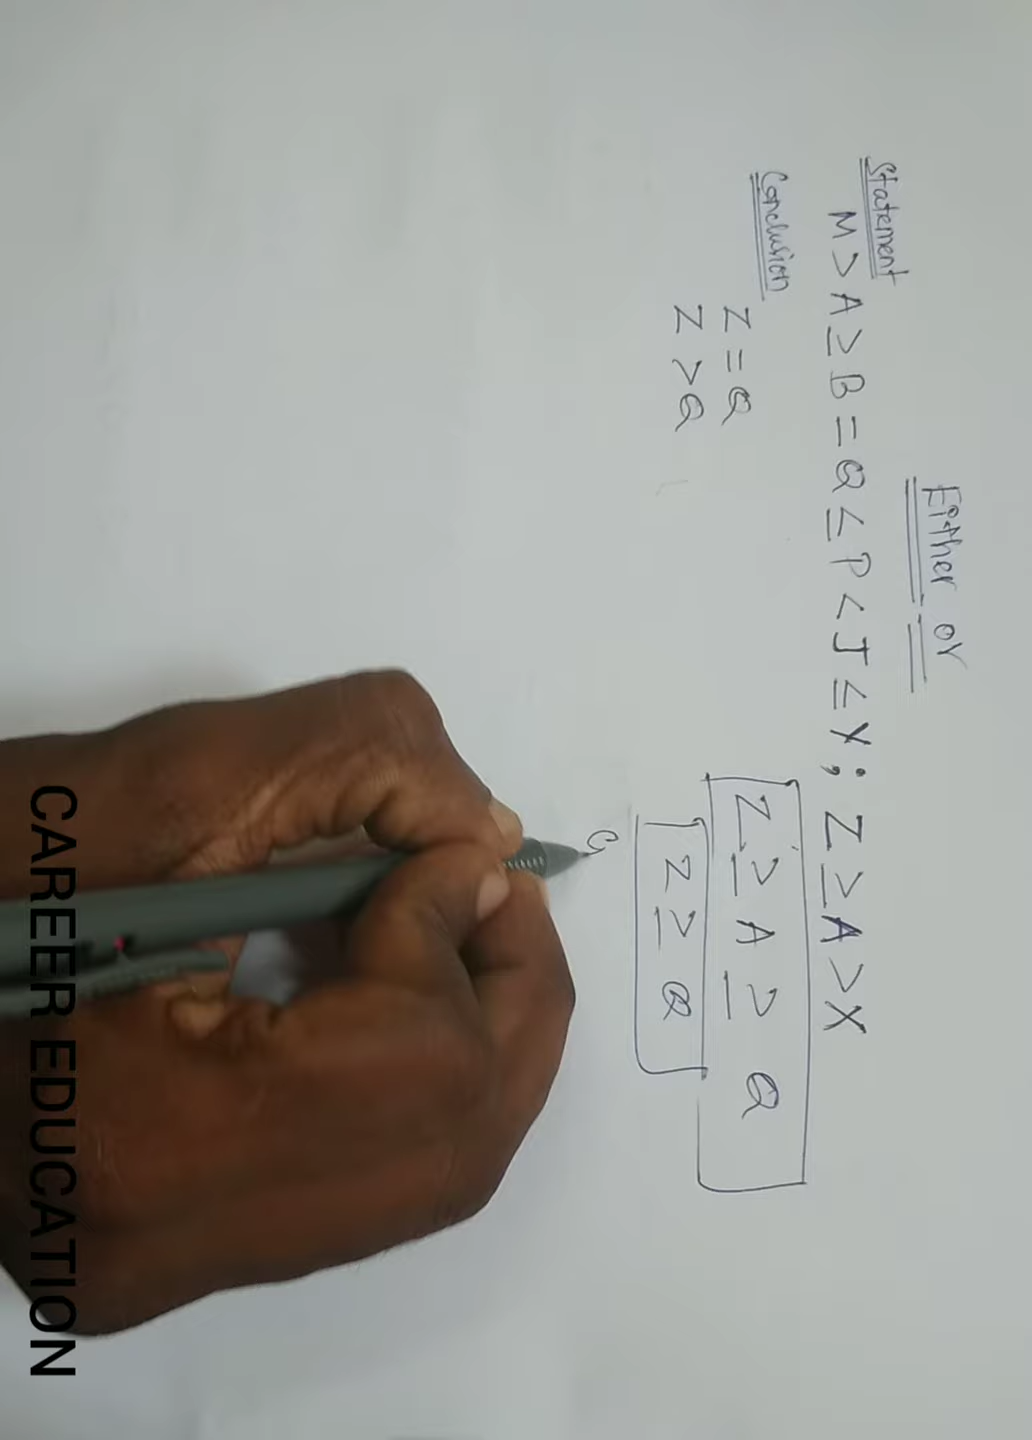 Either or
Statement
M > A ≥ B = Q ≤ P < J ≤ X ; Z ≥ A > X
Conclusion
Z = Q
Z > Q
Z ≥ A ≥ Q
Z ≥ Q
CAREER EDUCATION